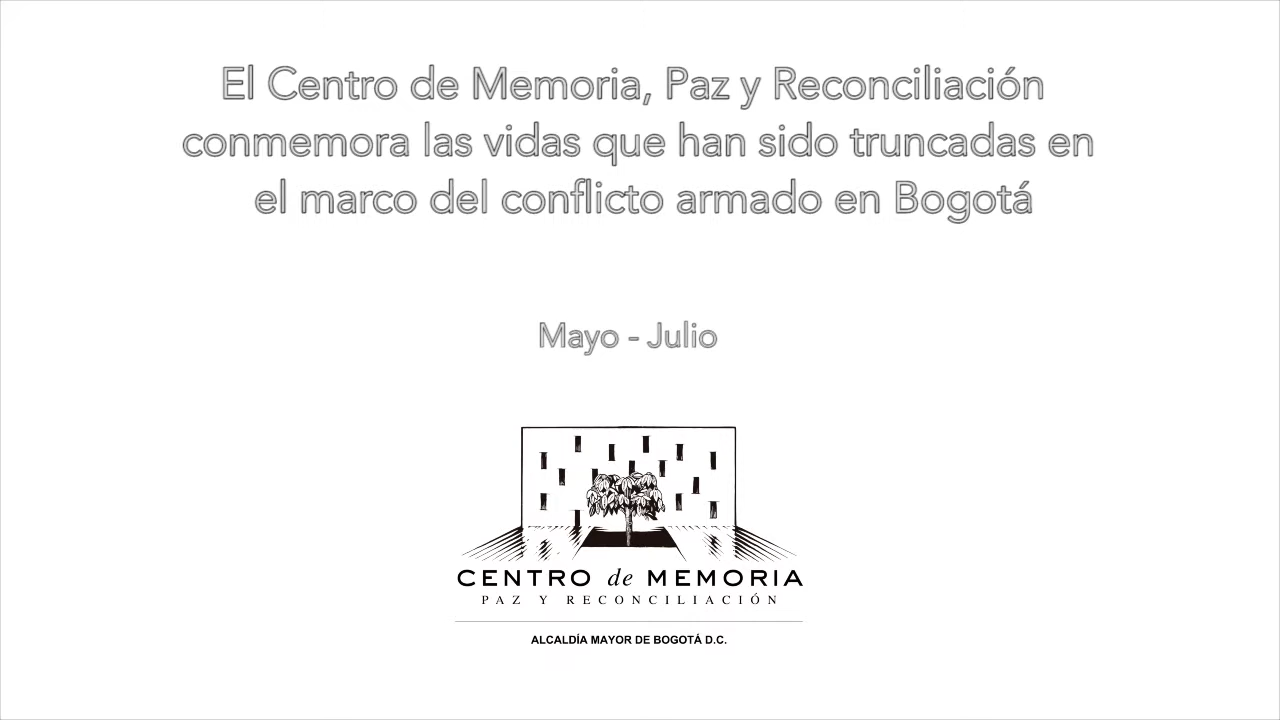 El Centro de Memoria, Paz y Reconciliación
conmemora las vidas que han sido truncadas en
el marco del conflicto armado en Bogotá
Mayo - Julio
CENTRO de MEMORIA
PAZ Y RECONCILIACIÓN
ALCALDÍA MAYOR DE BOGOTÁ D.C.